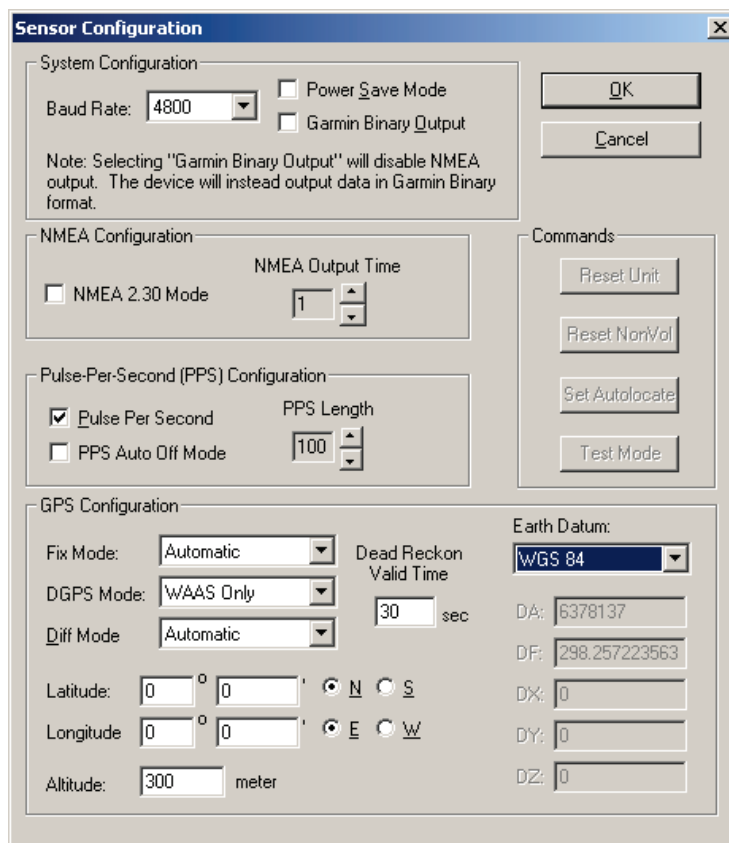 Sensor Configuration
System Configuration
Baud Rate: 4800
Power Save Mode
Garmin Binary Output
Note: Selecting "Garmin Binary Output" will disable NMEA
output. The device will instead output data in Garmin Binary
format.
OK
Cancel
NMEA Configuration
NMEA 2.30 Mode
NMEA Output Time
1
Commands
Reset Unit
Reset NonVol
Set Autolocate
Test Mode
Pulse-Per-Second (PPS) Configuration
Pulse Per Second
PPS Auto Off Mode
PPS Length
100
GPS Configuration
Fix Mode: Automatic
DGPS Mode: WAAS Only
Diff Mode Automatic
Dead Reckon
Valid Time
30 sec
Latitude: 0 ° 0 ' N S
Longitude 0 ° 0 ' E W
Altitude: 300 meter
Earth Datum:
WGS 84
DA: 6378137
DF: 298.257223563
DX: 0
DY: 0
DZ: 0